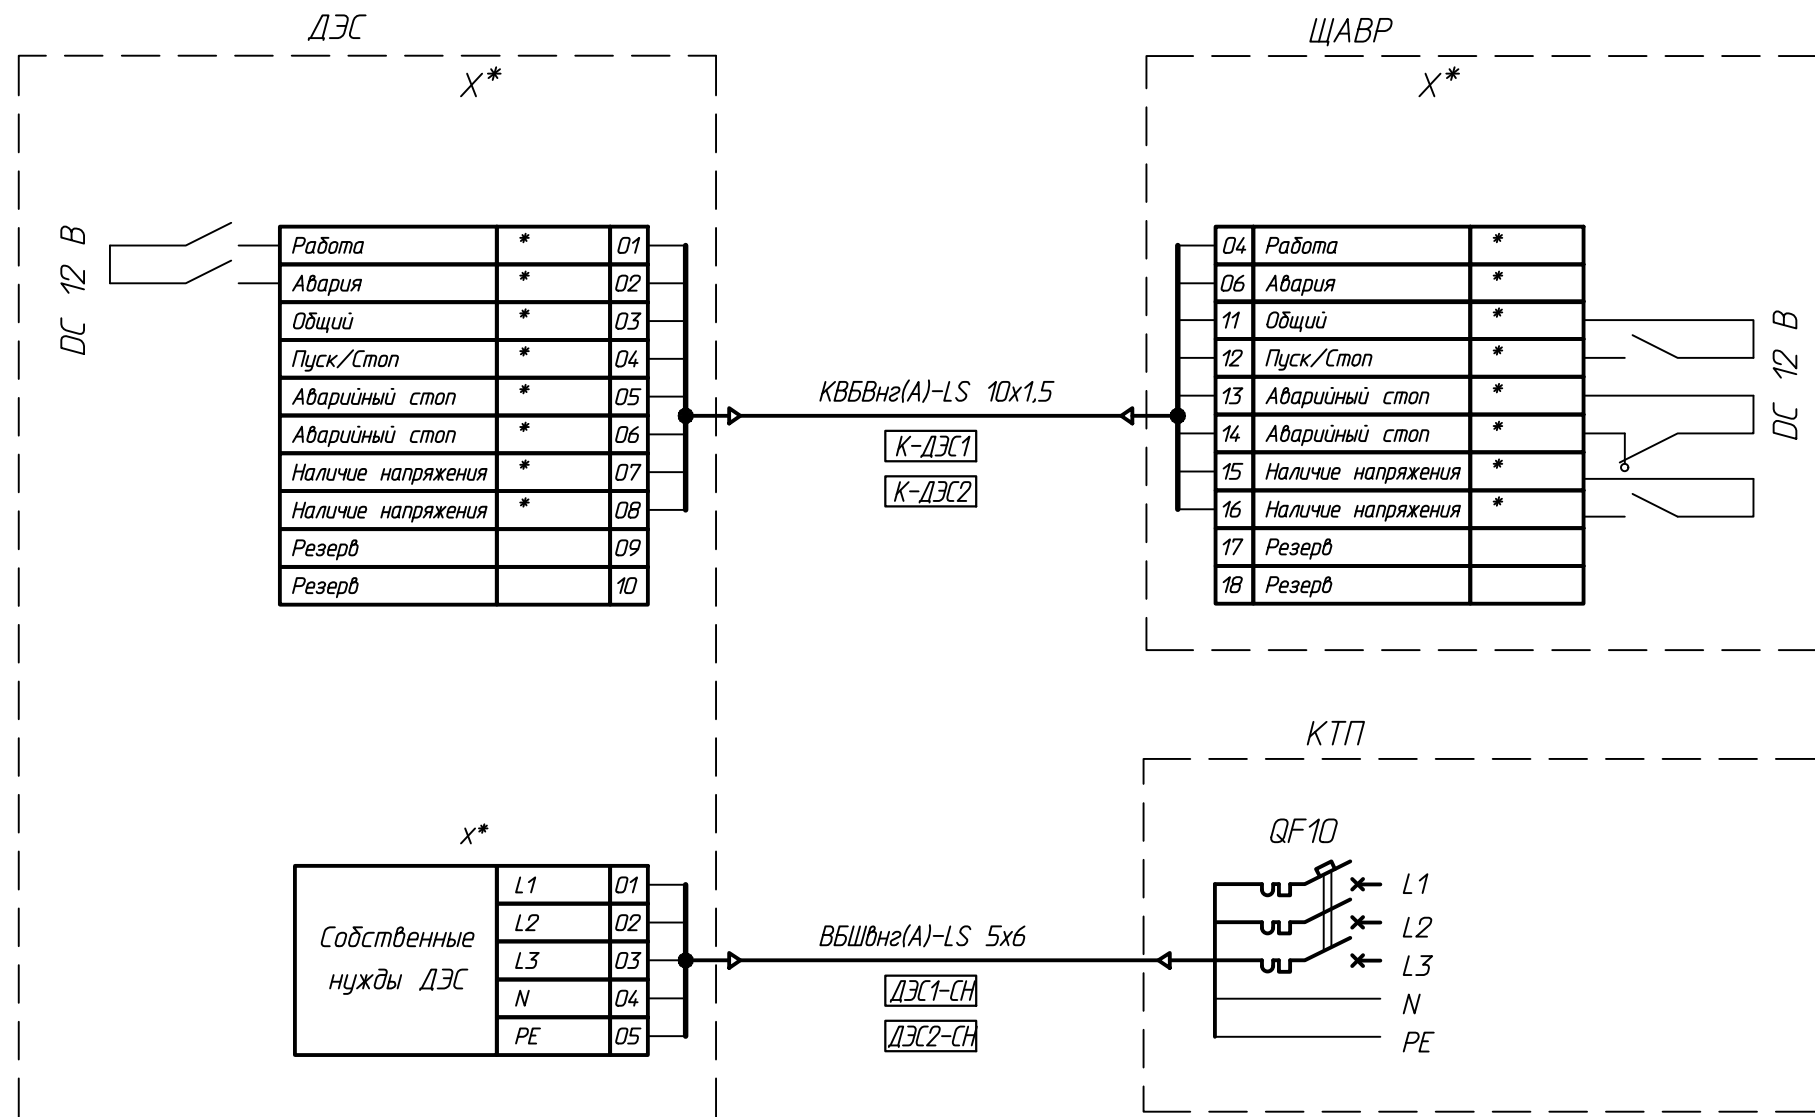 ДЭС
X*
DC 12 В
Работа * 01
Авария * 02
Общий * 03
Пуск/Стоп * 04
Аварийный стоп * 05
Аварийный стоп * 06
Наличие напряжения * 07
Наличие напряжения * 08
Резерв 09
Резерв 10
КВБВнг(А)-LS 10х1,5
К-ДЭС1
К-ДЭС2
ЩАВР
X*
04 Работа *
06 Авария *
11 Общий *
12 Пуск/Стоп *
13 Аварийный стоп *
14 Аварийный стоп *
15 Наличие напряжения *
16 Наличие напряжения *
17 Резерв
18 Резерв
DC 12 В
X*
Собственные
нужды ДЭС
L1 01
L2 02
L3 03
N 04
PE 05
ВБШвнг(А)-LS 5х6
ДЭС1-СН
ДЭС2-СН
КТП
QF10
L1
L2
L3
N
PE